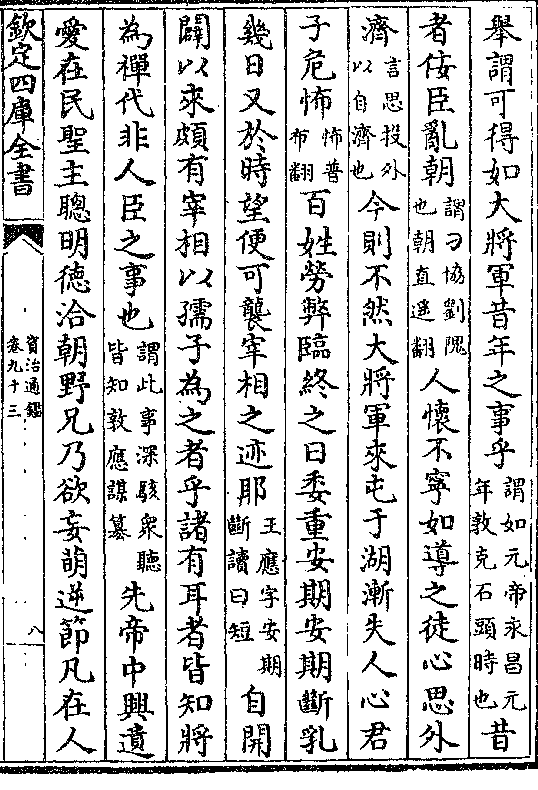 舉謂可得如大將軍昔年之事乎謂如元帝永昌元年敦克石頭時也昔
者佞臣亂朝謂刁協劉隗也朝直遥翻人懷不寧如導之徒心思外
濟言思投外以自濟也今則不然大將軍來屯于湖漸失人心君
子危怖怖普布翻百姓勞弊臨終之日委重安期安期斷乳
幾日又於時望便可襲宰相之迹耶王應字安期斷讀曰短自開
闢以來頗有宰相以孺子為之者乎諸有耳者皆知將
為禪代非人臣之事也謂此事深駭衆聽皆知敦應謀簒先帝中興遺
愛在民聖主聰明徳洽朝野兄乃欲妄萌逆節凡在人
欽定四庫全書
資治通鑑
卷九十三
八